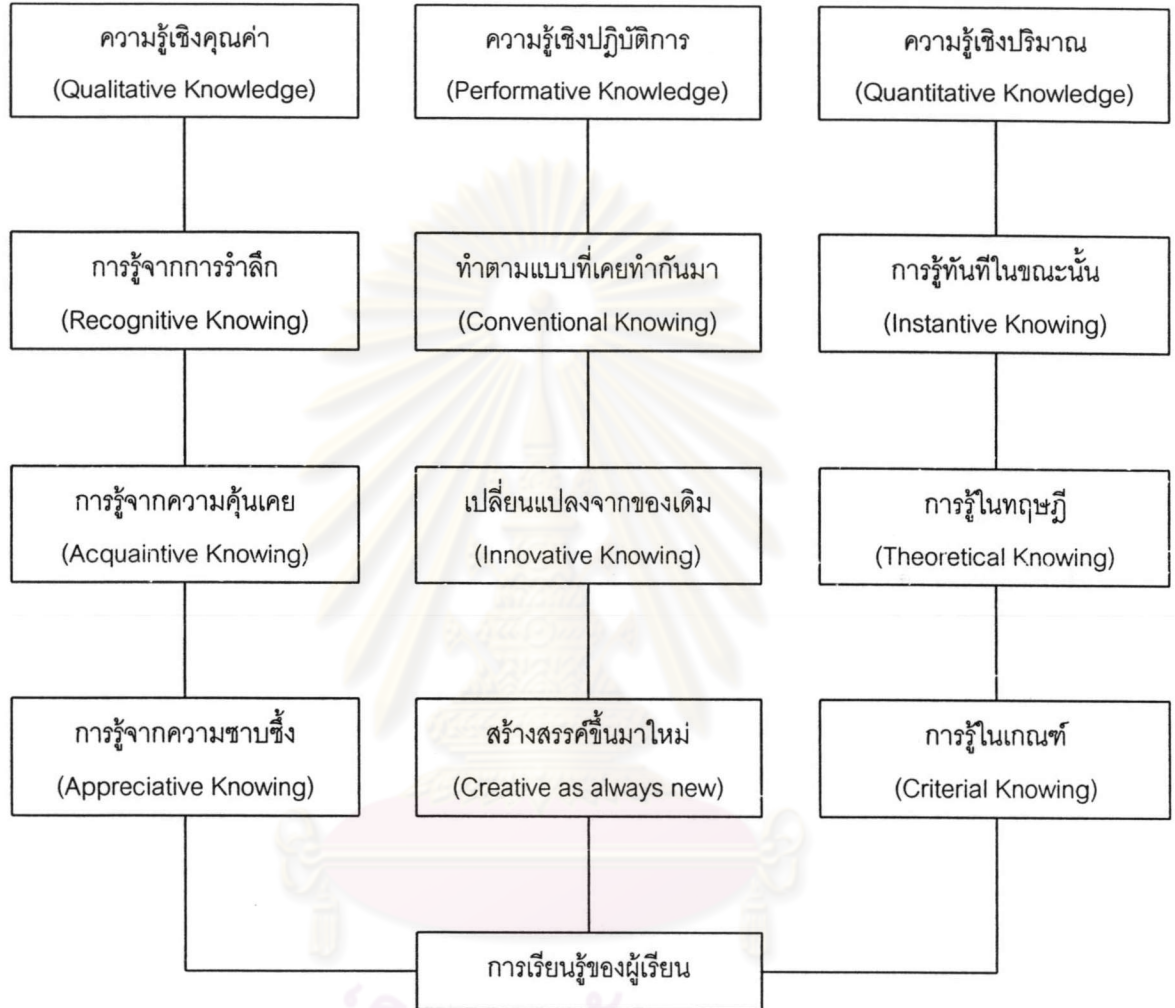 ความรู้เชิงคุณค่า
(Qualitative Knowledge)
ความรู้เชิงปฏิบัติการ
(Performative Knowledge)
ความรู้เชิงปริมาณ
(Quantitative Knowledge)
การรู้จากการรำลึก
(Recognitive Knowing)
ทำตามแบบที่เคยทำกันมา
(Conventional Knowing)
การรู้ทันทีในขณะนั้น
(Instantive Knowing)
การรู้จากความคุ้นเคย
(Acquaintive Knowing)
เปลี่ยนแปลงจากของเดิม
(Innovative Knowing)
การรู้ในทฤษฎี
(Theoretical Knowing)
การรู้จากความซาบซึ้ง
(Appreciative Knowing)
สร้างสรรค์ขึ้นมาใหม่
(Creative as always new)
การรู้ในเกณฑ์
(Criterial Knowing)
การเรียนรู้ของผู้เรียน